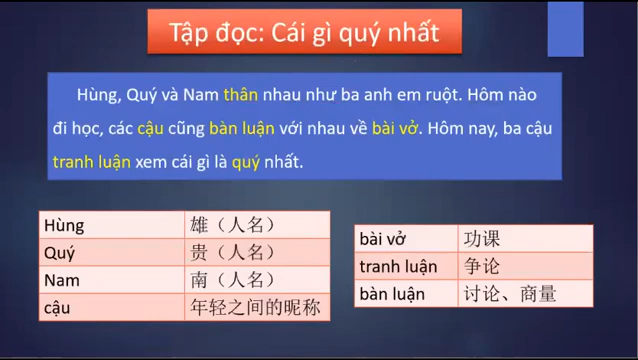 Tập đọc: Cái gì quý nhất
Hùng, Quý và Nam thân nhau như ba anh em ruột. Hôm nào
đi học, các cậu cũng bàn luận với nhau về bài vở. Hôm nay, ba cậu
tranh luận xem cái gì là quý nhất.
Hùng 雄（人名）
Quý 贵（人名）
Nam 南（人名）
cậu 年轻之间的昵称
bài vở 功课
tranh luận 争论
bàn luận 讨论、商量